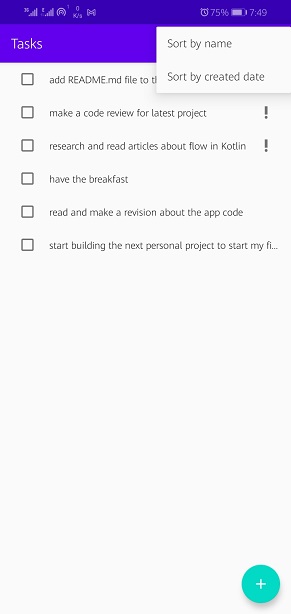 75% 7:49
0
K/s
Tasks
Sort by name
Sort by created date
add README.md file to th
make a code review for latest project
research and read articles about flow in Kotlin
have the breakfast
read and make a revision about the app code
start building the next personal project to start my fi...